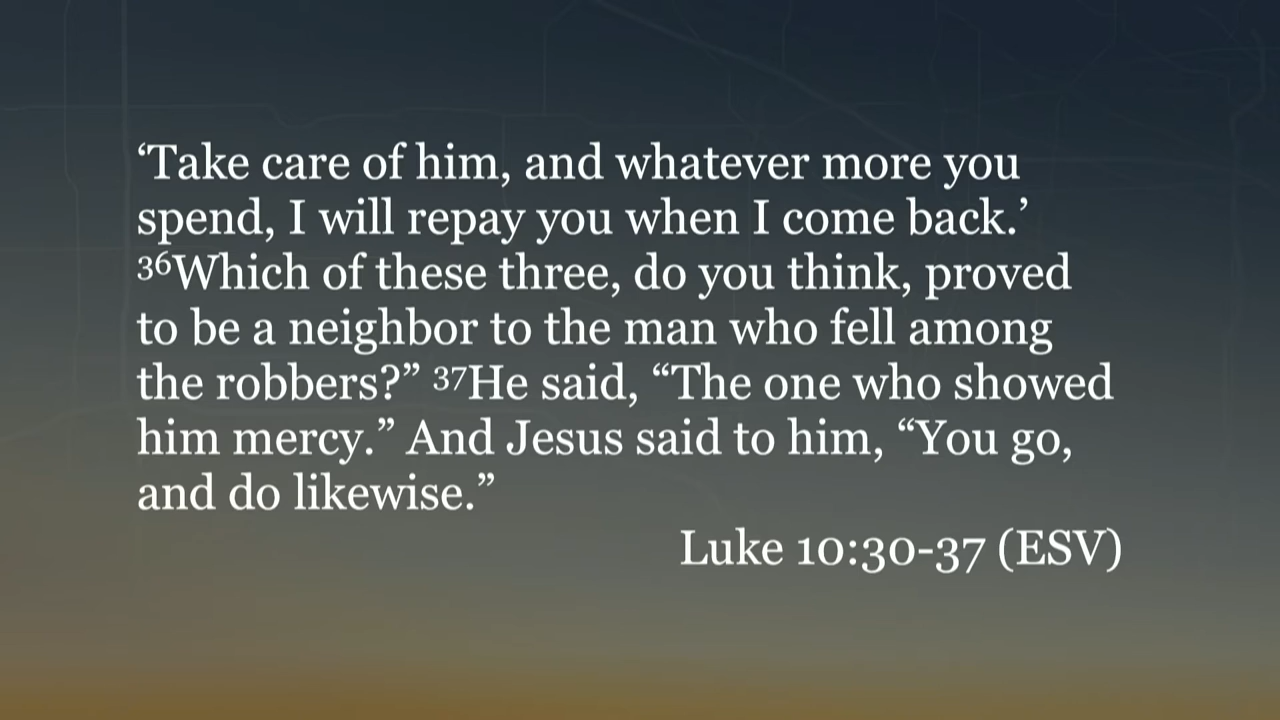 ‘Take care of him, and whatever more you
spend, I will repay you when I come back.’
³⁶Which of these three, do you think, proved
to be a neighbor to the man who fell among
the robbers?” ³⁷He said, “The one who showed
him mercy.” And Jesus said to him, “You go,
and do likewise.”
Luke 10:30-37 (ESV)